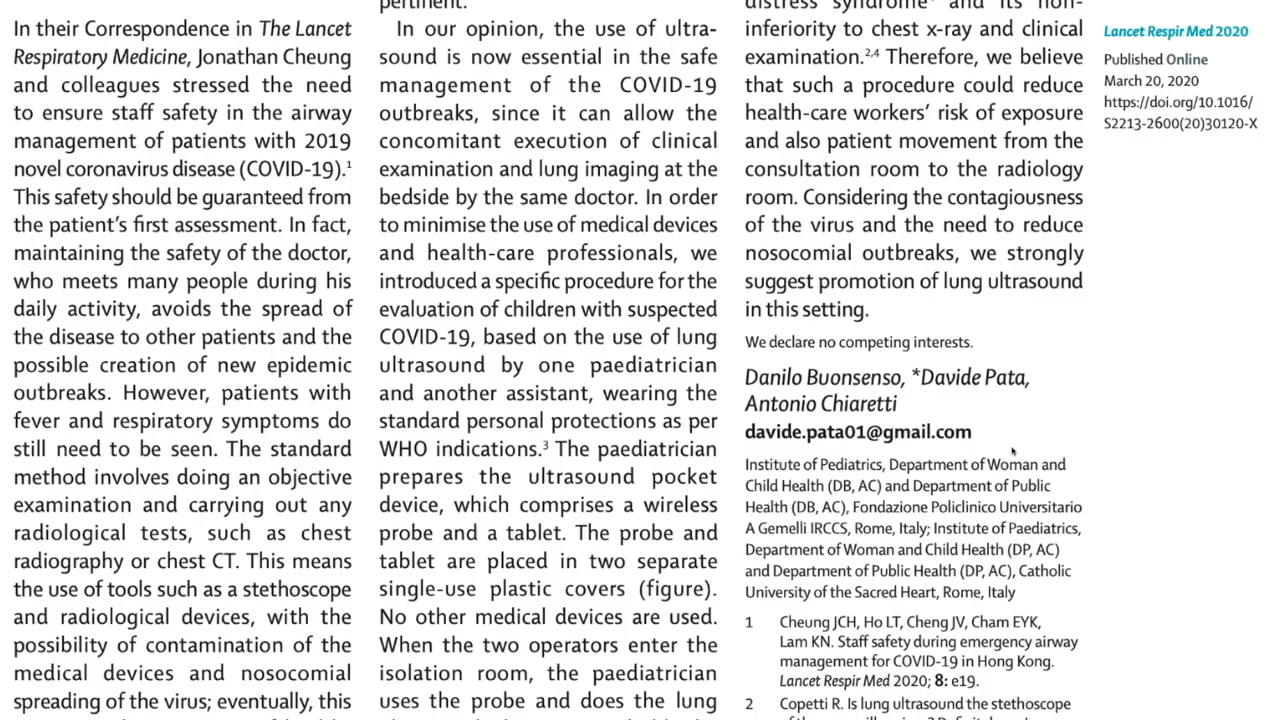 In their Correspondence in The Lancet
Respiratory Medicine, Jonathan Cheung
and colleagues stressed the need
to ensure staff safety in the airway
management of patients with 2019
novel coronavirus disease (COVID-19).1
This safety should be guaranteed from
the patient's first assessment. In fact,
maintaining the safety of the doctor,
who meets many people during his
daily activity, avoids the spread of
the disease to other patients and the
possible creation of new epidemic
outbreaks. However, patients with
fever and respiratory symptoms do
still need to be seen. The standard
method involves doing an objective
examination and carrying out any
radiological tests, such as chest
radiography or chest CT. This means
the use of tools such as a stethoscope
and radiological devices, with the
possibility of contamination of the
medical devices and nosocomial
spreading of the virus; eventually, this
pertinent.
In our opinion, the use of ultra-
sound is now essential in the safe
management of the COVID-19
outbreaks, since it can allow the
concomitant execution of clinical
examination and lung imaging at the
bedside by the same doctor. In order
to minimise the use of medical devices
and health-care professionals, we
introduced a specific procedure for the
evaluation of children with suspected
COVID-19, based on the use of lung
ultrasound by one paediatrician
and another assistant, wearing the
standard personal protections as per
WHO indications.3 The paediatrician
prepares the ultrasound pocket
device, which comprises a wireless
probe and a tablet. The probe and
tablet are placed in two separate
single-use plastic covers (figure).
No other medical devices are used.
When the two operators enter the
isolation room, the paediatrician
uses the probe and does the lung
distress syndrome and its non-
inferiority to chest x-ray and clinical
examination.2,4 Therefore, we believe
that such a procedure could reduce
health-care workers' risk of exposure
and also patient movement from the
consultation room to the radiology
room. Considering the contagiousness
of the virus and the need to reduce
nosocomial outbreaks, we strongly
suggest promotion of lung ultrasound
in this setting.
We declare no competing interests.
Danilo Buonsenso, *Davide Pata,
Antonio Chiaretti
davide.pata01@gmail.com
Institute of Pediatrics, Department of Woman and
Child Health (DB, AC) and Department of Public
Health (DB, AC), Fondazione Policlinico Universitario
A Gemelli IRCCS, Rome, Italy; Institute of Paediatrics,
Department of Woman and Child Health (DP, AC)
and Department of Public Health (DP, AC), Catholic
University of the Sacred Heart, Rome, Italy
1 Cheung JCH, Ho LT, Cheng JV, Cham EYK,
Lam KN. Staff safety during emergency airway
management for COVID-19 in Hong Kong.
Lancet Respir Med 2020; 8: e19.
2 Copetti R. Is lung ultrasound the stethoscope
Lancet Respir Med 2020
Published Online
March 20, 2020
https://doi.org/10.1016/
S2213-2600(20)30120-X